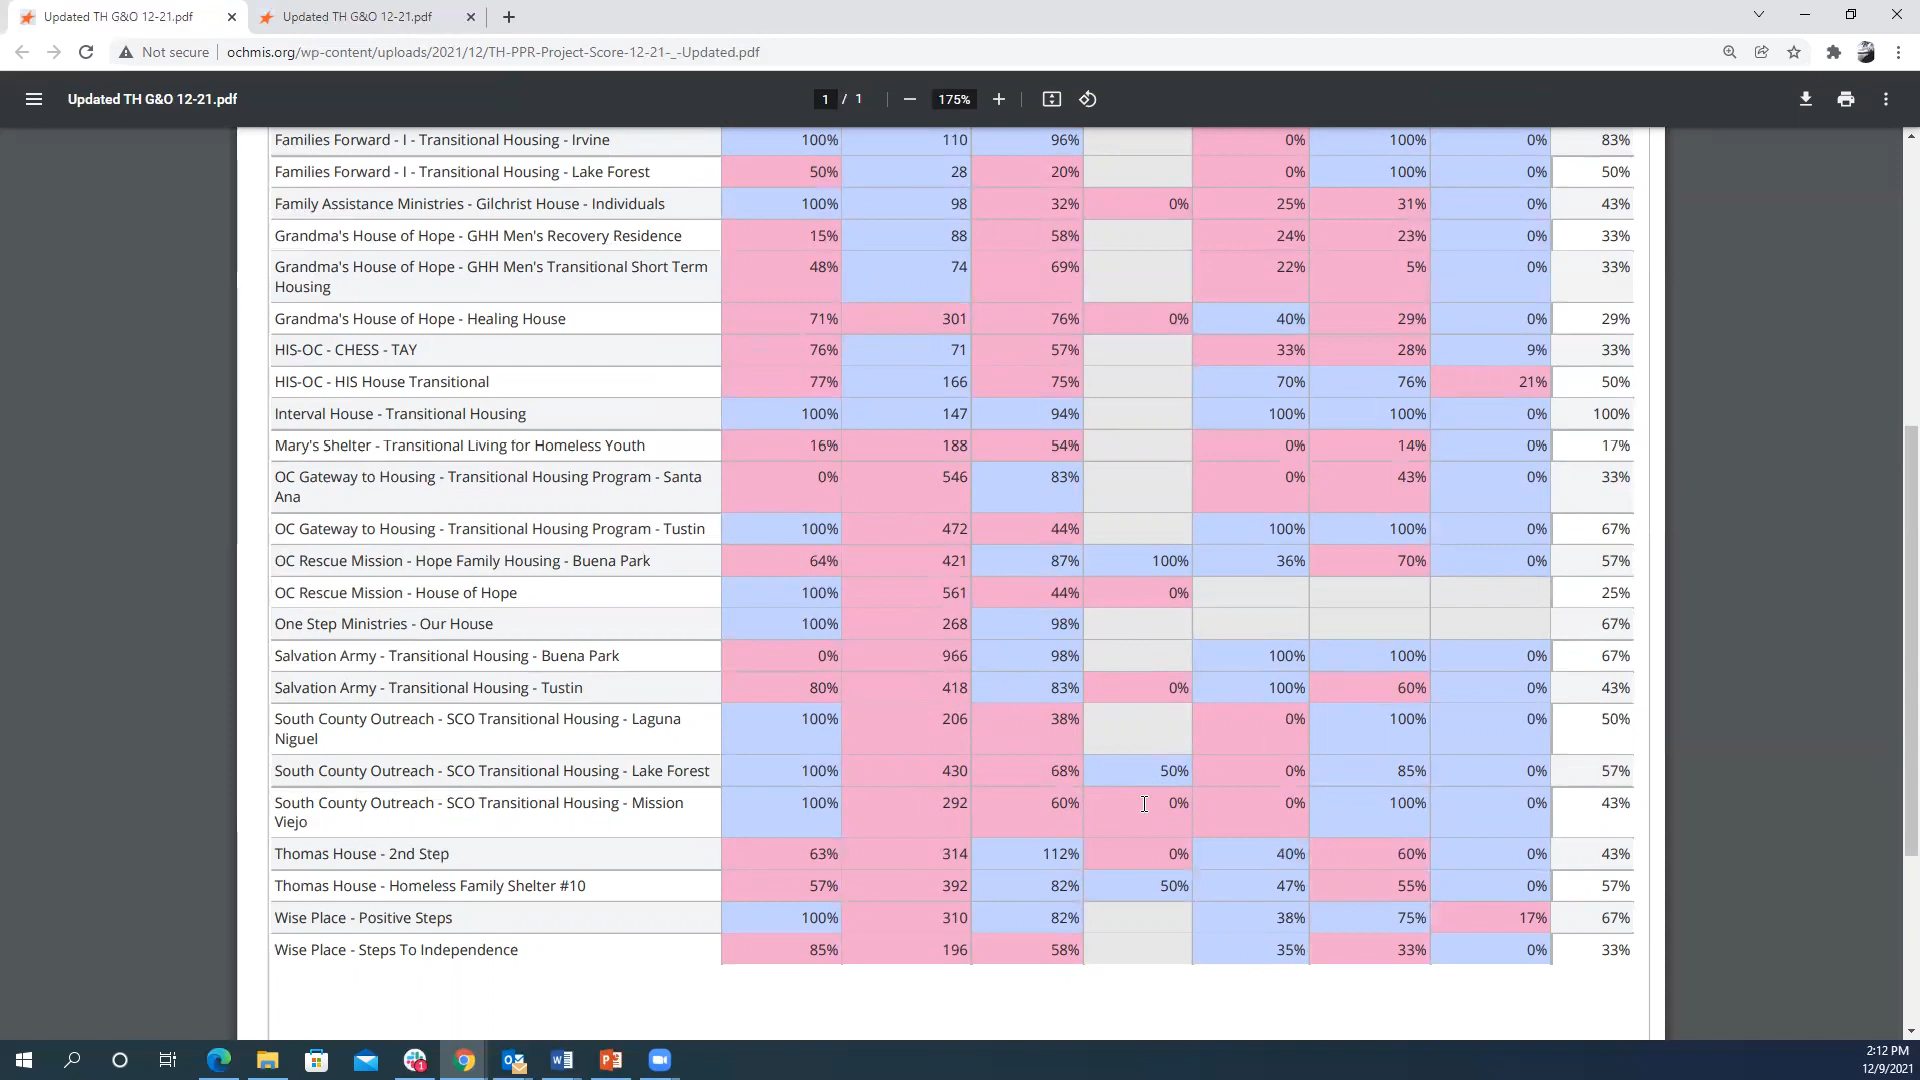 Updated TH G&O 12-21.pdf
Updated TH G&O 12-21.pdf
Not secure
ochmis.org/wp-content/uploads/2021/12/TH-PPR-Project-Score-12-21-_-Updated.pdf
Updated TH G&O 12-21.pdf
1 / 1
175%
Families Forward - I - Transitional Housing - Irvine 100% 110 96% 0% 100% 0% 83%
Families Forward - I - Transitional Housing - Lake Forest 50% 28 20% 0% 100% 0% 50%
Family Assistance Ministries - Gilchrist House - Individuals 100% 98 32% 0% 25% 31% 0% 43%
Grandma's House of Hope - GHH Men's Recovery Residence 15% 88 58% 24% 23% 0% 33%
Grandma's House of Hope - GHH Men's Transitional Short Term 48% 74 69% 22% 5% 0% 33%
Housing
Grandma's House of Hope - Healing House 71% 301 76% 0% 40% 29% 0% 29%
HIS-OC - CHESS - TAY 76% 71 57% 33% 28% 9% 33%
HIS-OC - HIS House Transitional 77% 166 75% 70% 76% 21% 50%
Interval House - Transitional Housing 100% 147 94% 100% 100% 0% 100%
Mary's Shelter - Transitional Living for Homeless Youth 16% 188 54% 0% 14% 0% 17%
OC Gateway to Housing - Transitional Housing Program - Santa 0% 546 83% 0% 43% 0% 33%
Ana
OC Gateway to Housing - Transitional Housing Program - Tustin 100% 472 44% 100% 100% 0% 67%
OC Rescue Mission - Hope Family Housing - Buena Park 64% 421 87% 100% 36% 70% 0% 57%
OC Rescue Mission - House of Hope 100% 561 44% 0% 25%
One Step Ministries - Our House 100% 268 98% 67%
Salvation Army - Transitional Housing - Buena Park 0% 966 98% 100% 100% 0% 67%
Salvation Army - Transitional Housing - Tustin 80% 418 83% 0% 100% 60% 0% 43%
South County Outreach - SCO Transitional Housing - Laguna 100% 206 38% 0% 100% 0% 50%
Niguel
South County Outreach - SCO Transitional Housing - Lake Forest 100% 430 68% 50% 0% 85% 0% 57%
South County Outreach - SCO Transitional Housing - Mission 100% 292 60% 0% 0% 100% 0% 43%
Viejo
Thomas House - 2nd Step 63% 314 112% 0% 40% 60% 0% 43%
Thomas House - Homeless Family Shelter #10 57% 392 82% 50% 47% 55% 0% 57%
Wise Place - Positive Steps 100% 310 82% 38% 75% 17% 67%
Wise Place - Steps To Independence 85% 196 58% 35% 33% 0% 33%
2:12 PM
12/9/2021